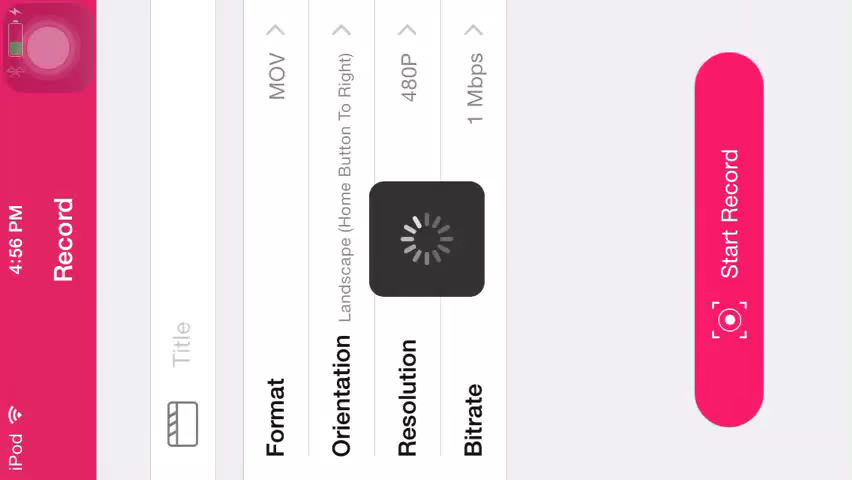 iPod 4:56 PM
Record
Title
Format MOV
Orientation Landscape (Home Button To Right)
Resolution 480P
Bitrate 1 Mbps
Start Record